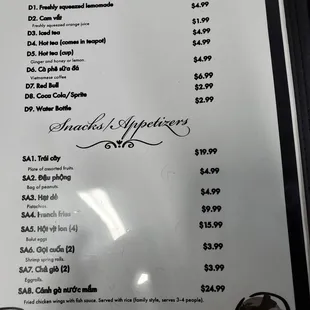 D1. Freshly squeezed lemonade $4.99
D2. Cam vắt $4.99
Freshly squeezed orange juice
D3. Iced tea $1.99
D4. Hot tea (comes in teapot) $4.99
D5. Hot tea (cup) $4.99
Ginger and honey or lemon.
D6. Cà phê sữa đá $4.99
Vietnamese coffee
D7. Red Bull $6.99
D8. Coca Cola/Sprite $2.99
D9. Water Bottle $2.99
Snacks/Appetizers
SA1. Trái cây $19.99
Plate of assorted fruits
SA2. Đậu phộng $4.99
Bag of peanuts
SA3. Hạt dẻ $4.99
Pistachios
SA4. French fries $9.99
SA5. Hột vịt lon (4) $15.99
Balut eggs
SA6. Gọi cuốn (2) $3.99
Shrimp spring rolls
SA7. Chả giò (2) $3.99
Eggrolls
SA8. Cánh gà nước mắm $24.99
Fried chicken wings with fish sauce. Served with rice (family style, serves 3-4 people).